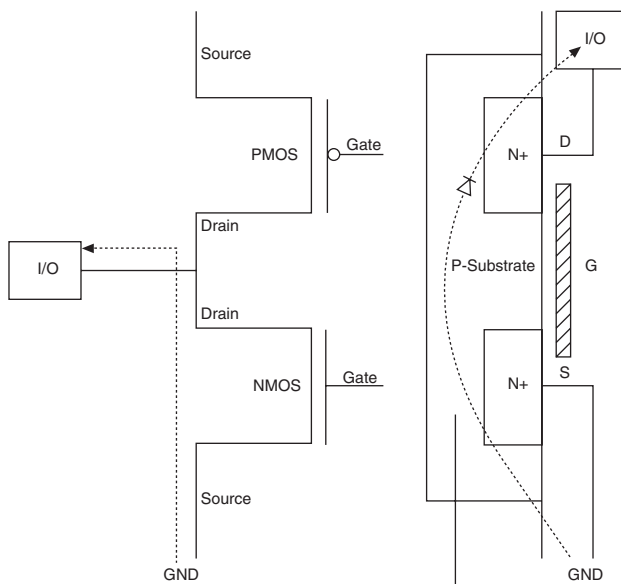 Source
PMOS
Gate
Drain
I/O
Drain
NMOS
Gate
Source
GND
I/O
N+
D
P-Substrate
G
S
N+
GND